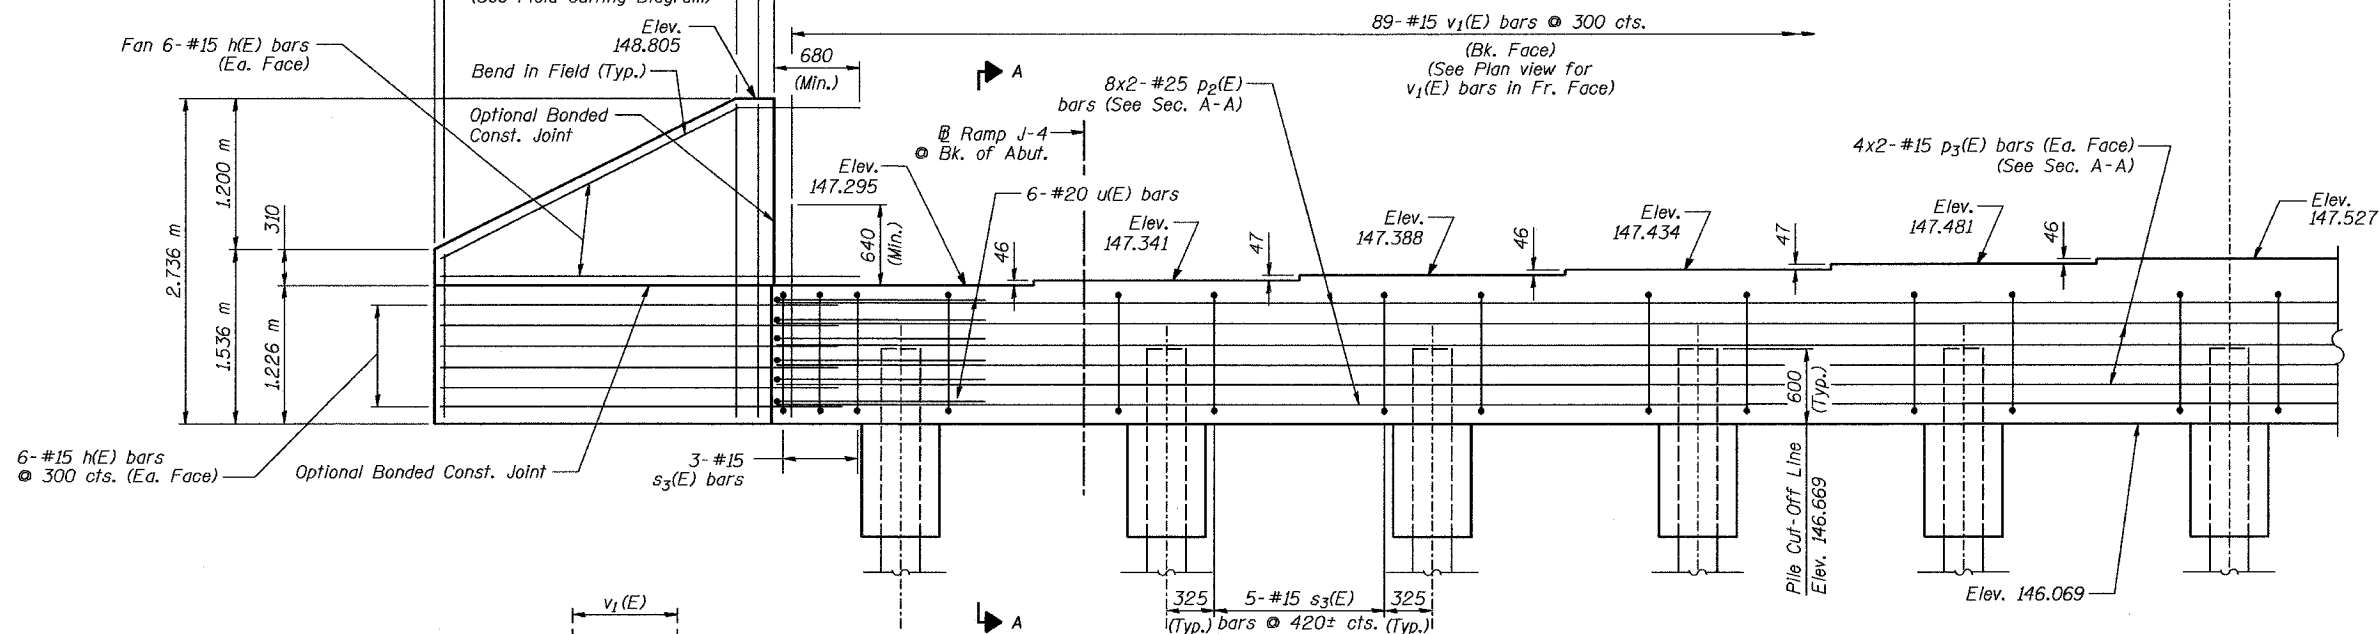 (See Field Cutting Diagram)
Fan 6-#15 h(E) bars
(Ea. Face)
Elev.
148.805
Bend in Field (Typ.)
Optional Bonded
Const. Joint
680
(Min.)
A
89-#15 v1(E) bars @ 300 cts.
(Bk. Face)
(See Plan view for
v1(E) bars in Fr. Face)
8x2-#25 p2(E)
bars (See Sec. A-A)
Ramp J-4
@ Bk. of Abut.
4x2-#15 p3(E) bars (Ea. Face)
(See Sec. A-A)
Elev.
147.295
6-#20 u(E) bars
640
(Min.)
46
Elev.
147.341
47
Elev.
147.388
46
Elev.
147.434
47
Elev.
147.481
46
Elev.
147.527
2.736 m
1.200 m
310
1.536 m
1.226 m
600
(Typ.)
6-#15 h(E) bars
@ 300 cts. (Ea. Face)
Optional Bonded Const. Joint
3-#15
s3(E) bars
Pile Cut-Off Line
Elev. 146.669
Elev. 146.069
v1(E)
A
325
(Typ.)
5-#15 s3(E)
bars @ 420± cts.
325
(Typ.)